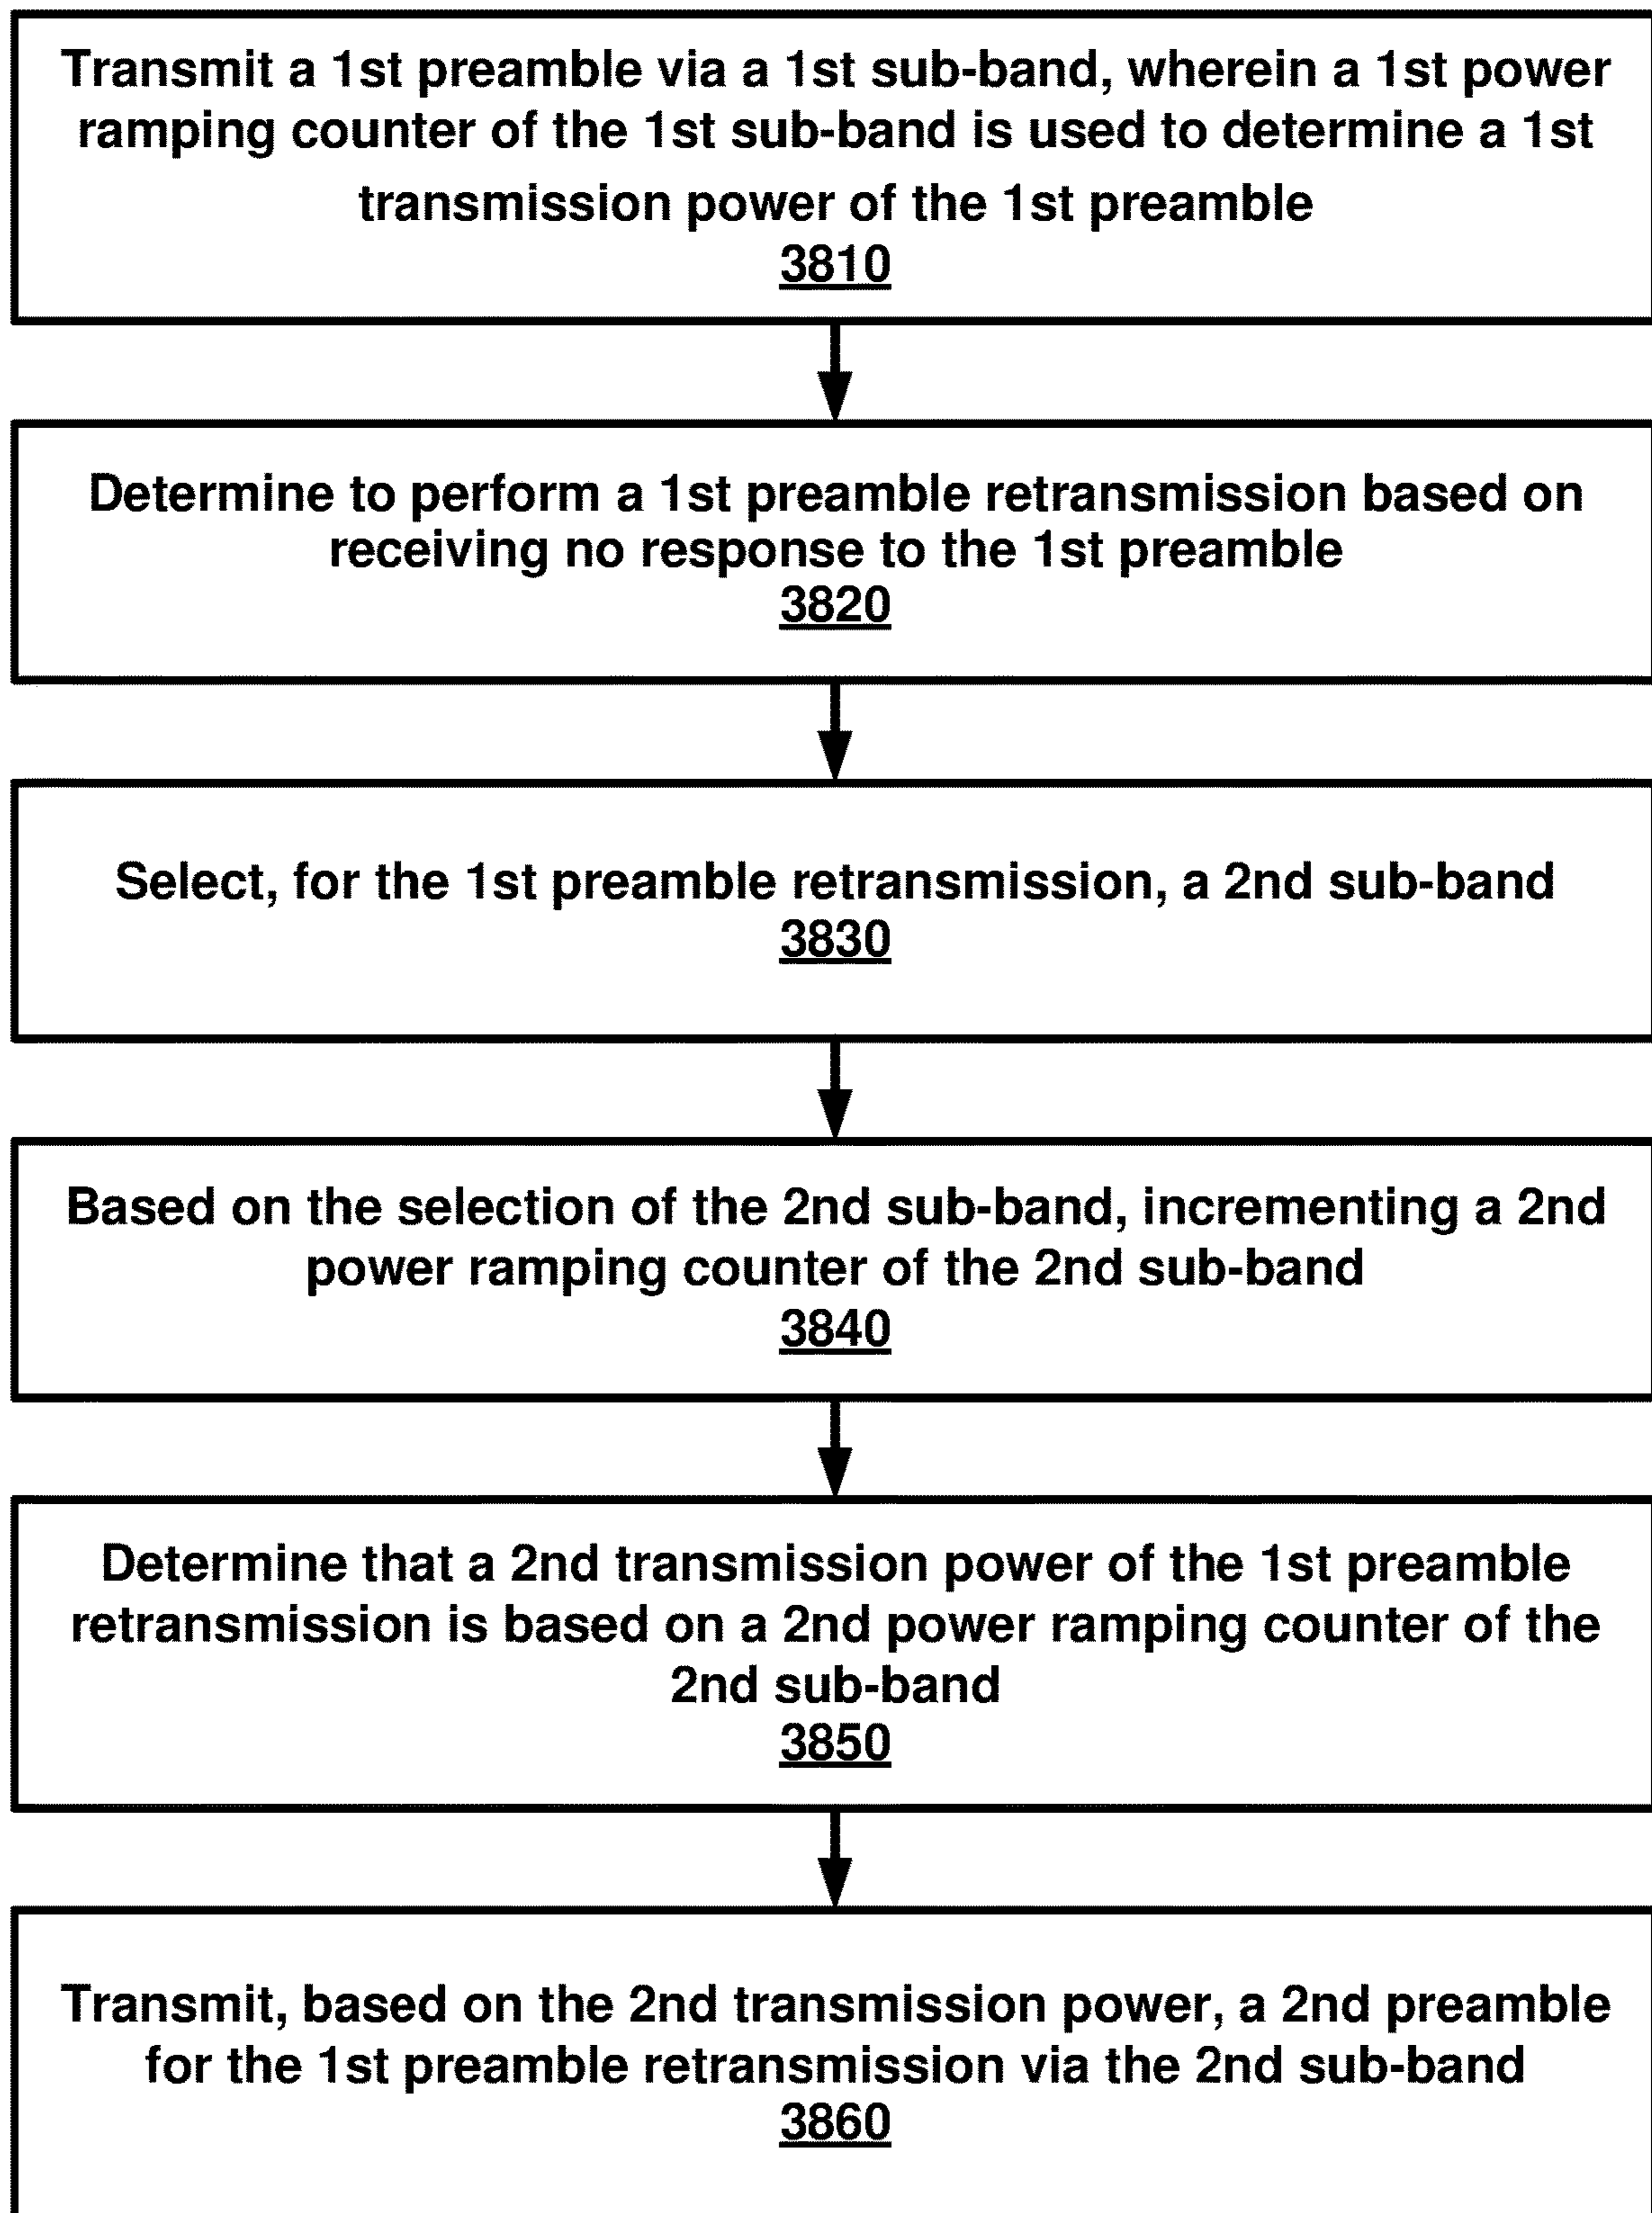 Transmit a 1st preamble via a 1st sub-band, wherein a 1st power
ramping counter of the 1st sub-band is used to determine a 1st
transmission power of the 1st preamble
3810
Determine to perform a 1st preamble retransmission based on
receiving no response to the 1st preamble
3820
Select, for the 1st preamble retransmission, a 2nd sub-band
3830
Based on the selection of the 2nd sub-band, incrementing a 2nd
power ramping counter of the 2nd sub-band
3840
Determine that a 2nd transmission power of the 1st preamble
retransmission is based on a 2nd power ramping counter of the
2nd sub-band
3850
Transmit, based on the 2nd transmission power, a 2nd preamble
for the 1st preamble retransmission via the 2nd sub-band
3860